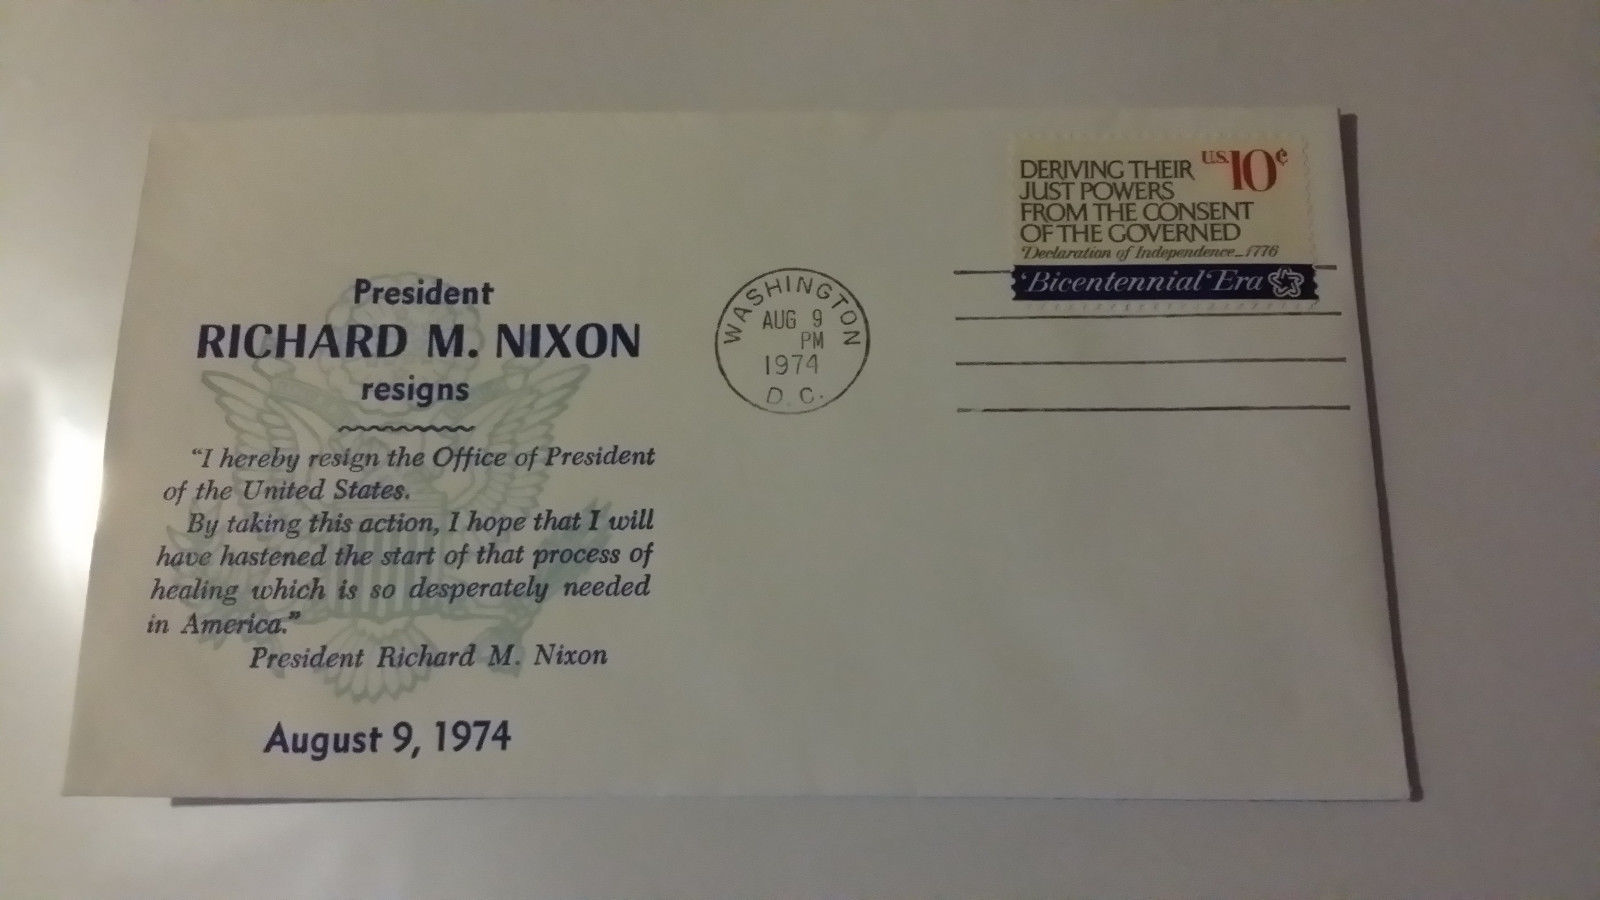 President
RICHARD M. NIXON
resigns
"I hereby resign the Office of President
of the United States.
By taking this action, I hope that I will
have hastened the start of that process of
healing which is so desperately needed
in America."
President Richard M. Nixon
August 9, 1974
WASHINGTON
AUG 9
PM
1974
D.C.
U.S. 10¢
DERIVING THEIR
JUST POWERS
FROM THE CONSENT
OF THE GOVERNED
Declaration of Independence_1776
Bicentennial Era